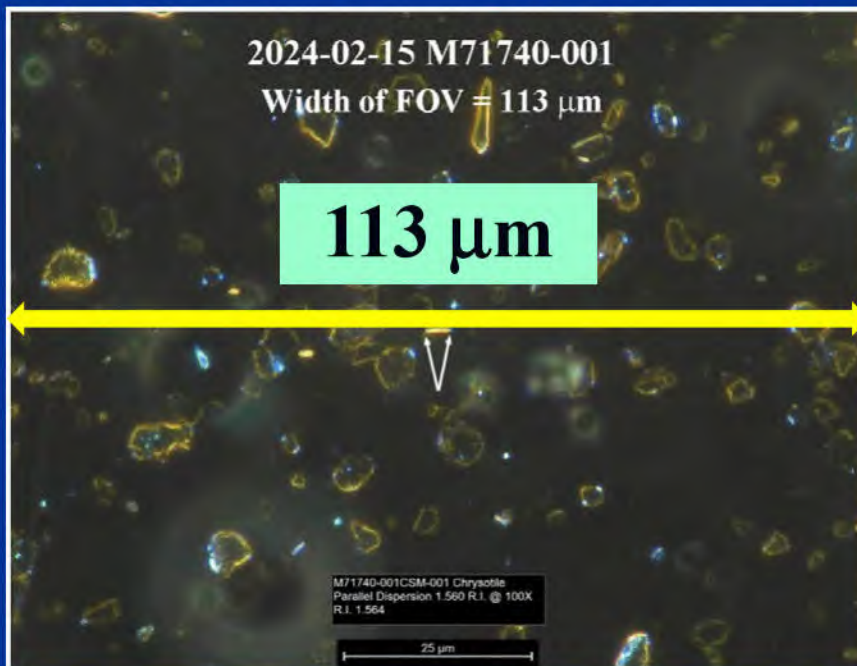 2024-02-15 M71740-001
Width of FOV = 113 μm
113 μm
M71740-001CSM-001 Chrysotile
Parallel Dispersion 1.560 R.I. @ 100X
R.I. 1.564
25 μm